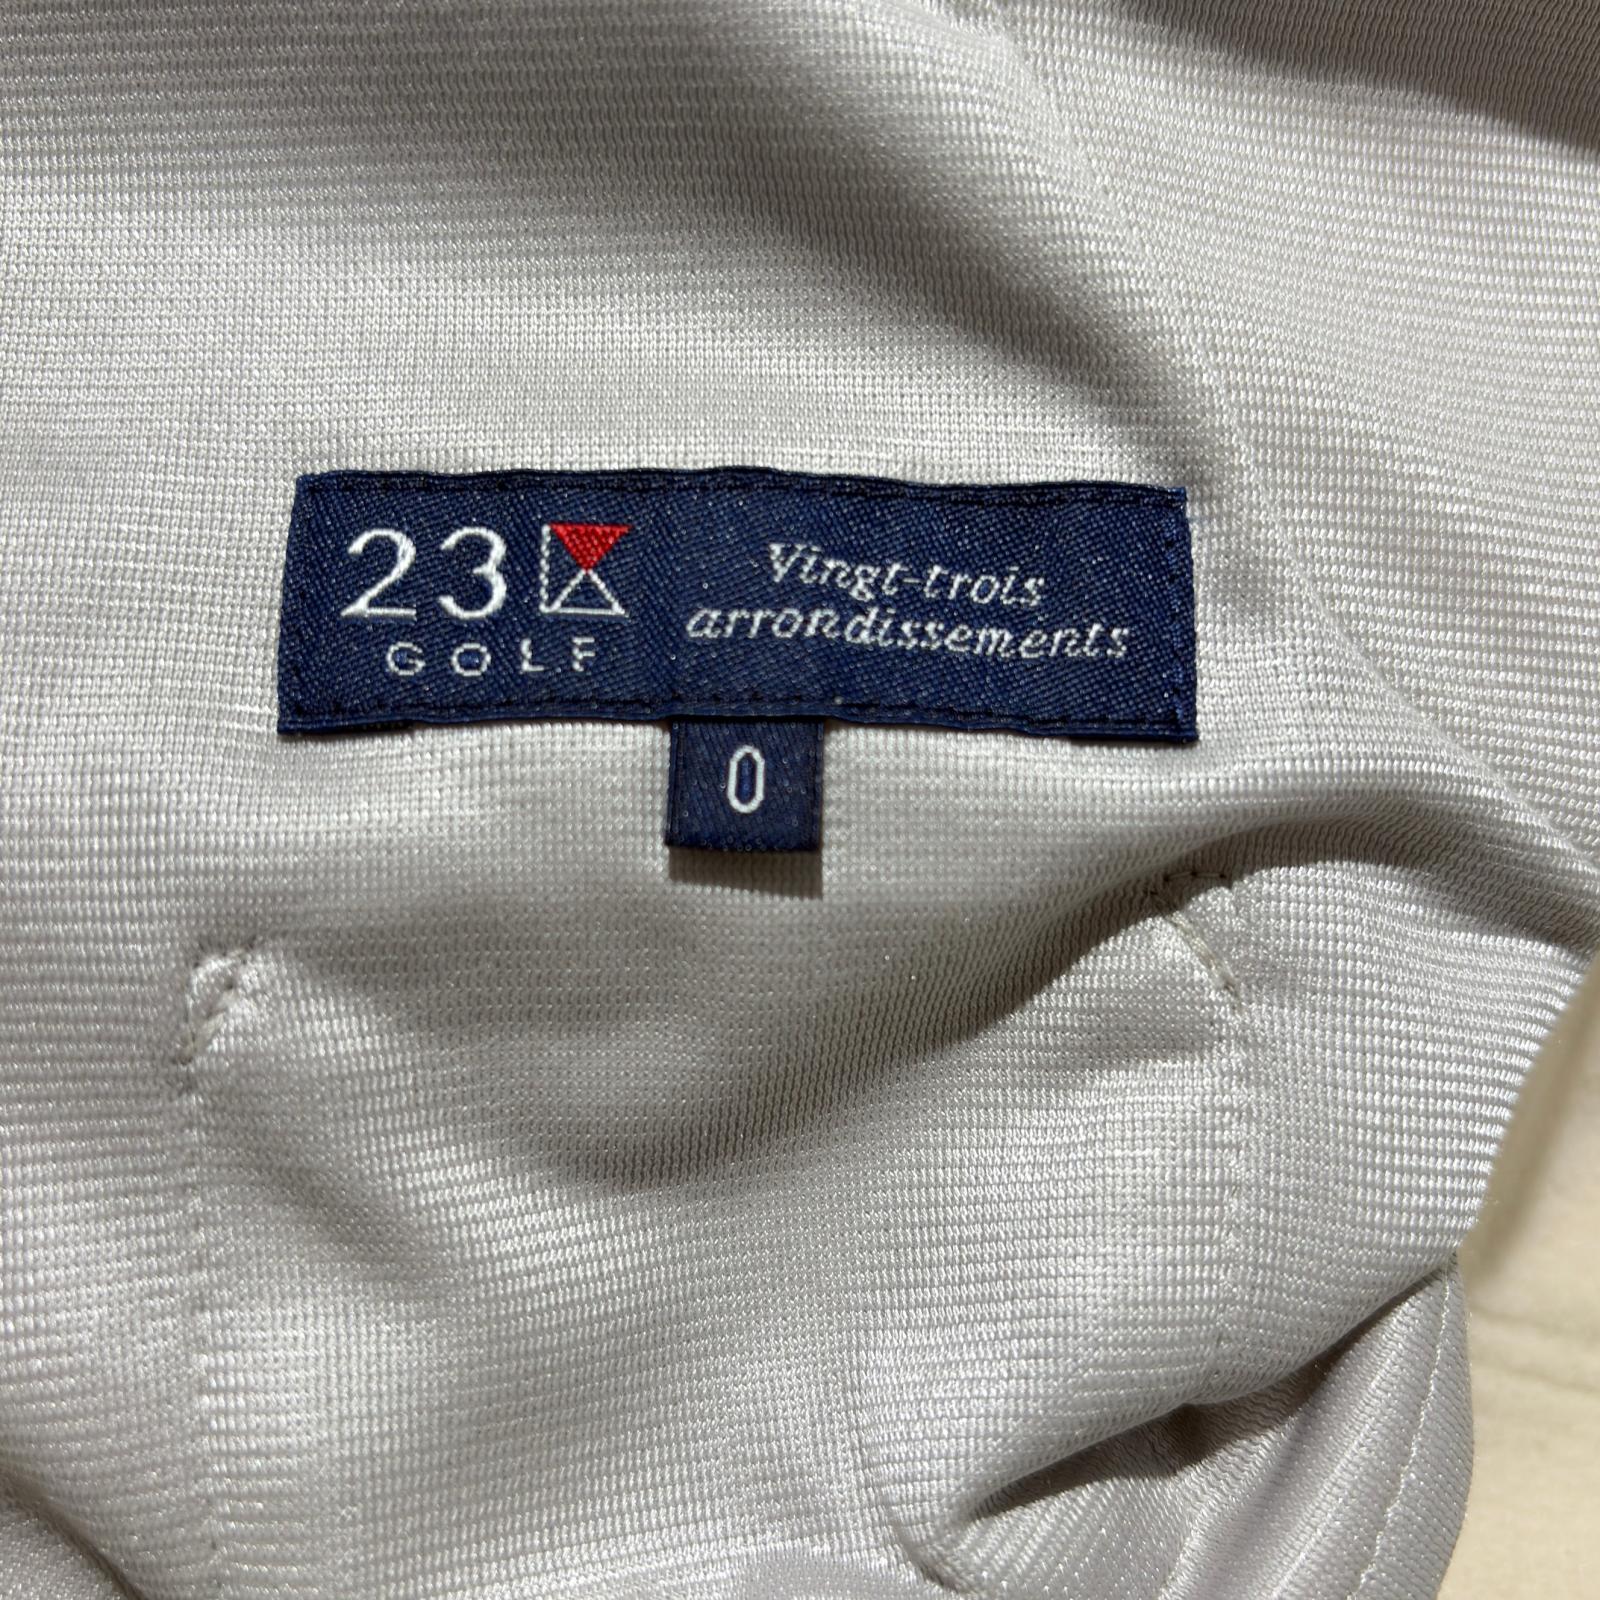 23
GOLF
Vingt-trois
arrondissements
0